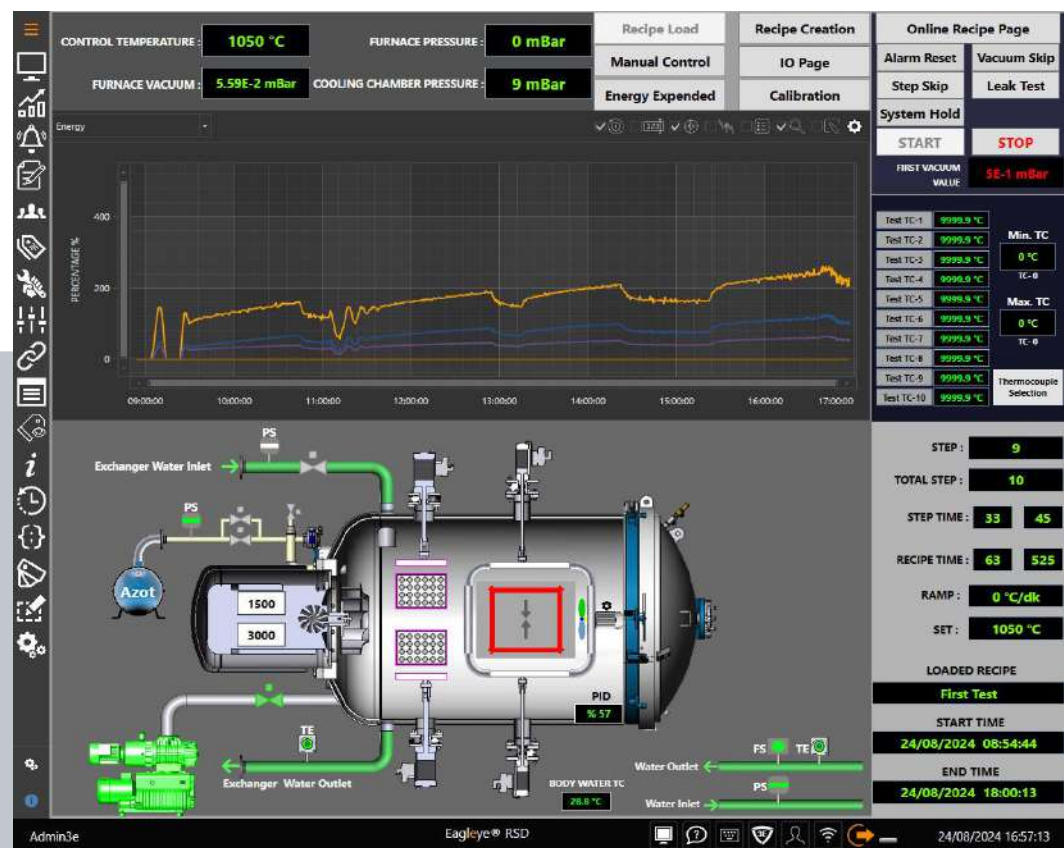 CONTROL TEMPERATURE : 1050 °C
FURNACE PRESSURE : 0 mBar
FURNACE VACUUM : 5.59E-2 mBar
COOLING CHAMBER PRESSURE : 9 mBar
Recipe Load
Recipe Creation
Manual Control
IO Page
Energy Expended
Calibration
Online Recipe Page
Alarm Reset
Vacuum Skip
Step Skip
Leak Test
System Hold
START
STOP
FIRST VACUUM
VALUE
5E-1 mBar
Energy
PERCENTAGE %
400
200
0
09:00:00 10:00:00 11:00:00 12:00:00 13:00:00 14:00:00 15:00:00 16:00:00 17:00:00
Test TC-1 9999.9 °C
Test TC-2 9999.9 °C
Test TC-3 9999.9 °C
Test TC-4 9999.9 °C
Test TC-5 9999.9 °C
Test TC-6 9999.9 °C
Test TC-7 9999.9 °C
Test TC-8 9999.9 °C
Test TC-9 9999.9 °C
Test TC-10 9999.9 °C
Min. TC
0 °C
TC- 0
Max. TC
0 °C
TC- 0
Thermocouple
Selection
PS
Exchanger Water Inlet
PS
Azot
1500
3000
TE
Exchanger Water Outlet
PID
% 57
BODY WATER TC
28.8 °C
FS
TE
Water Outlet
PS
Water Inlet
STEP : 9
TOTAL STEP : 10
STEP TIME : 33 45
RECIPE TIME : 63 525
RAMP : 0 °C/dk
SET : 1050 °C
LOADED RECIPE
First Test
START TIME
24/08/2024 08:54:44
END TIME
24/08/2024 18:00:13
Admin3e
Eagleye® RSD
24/08/2024 16:57:13